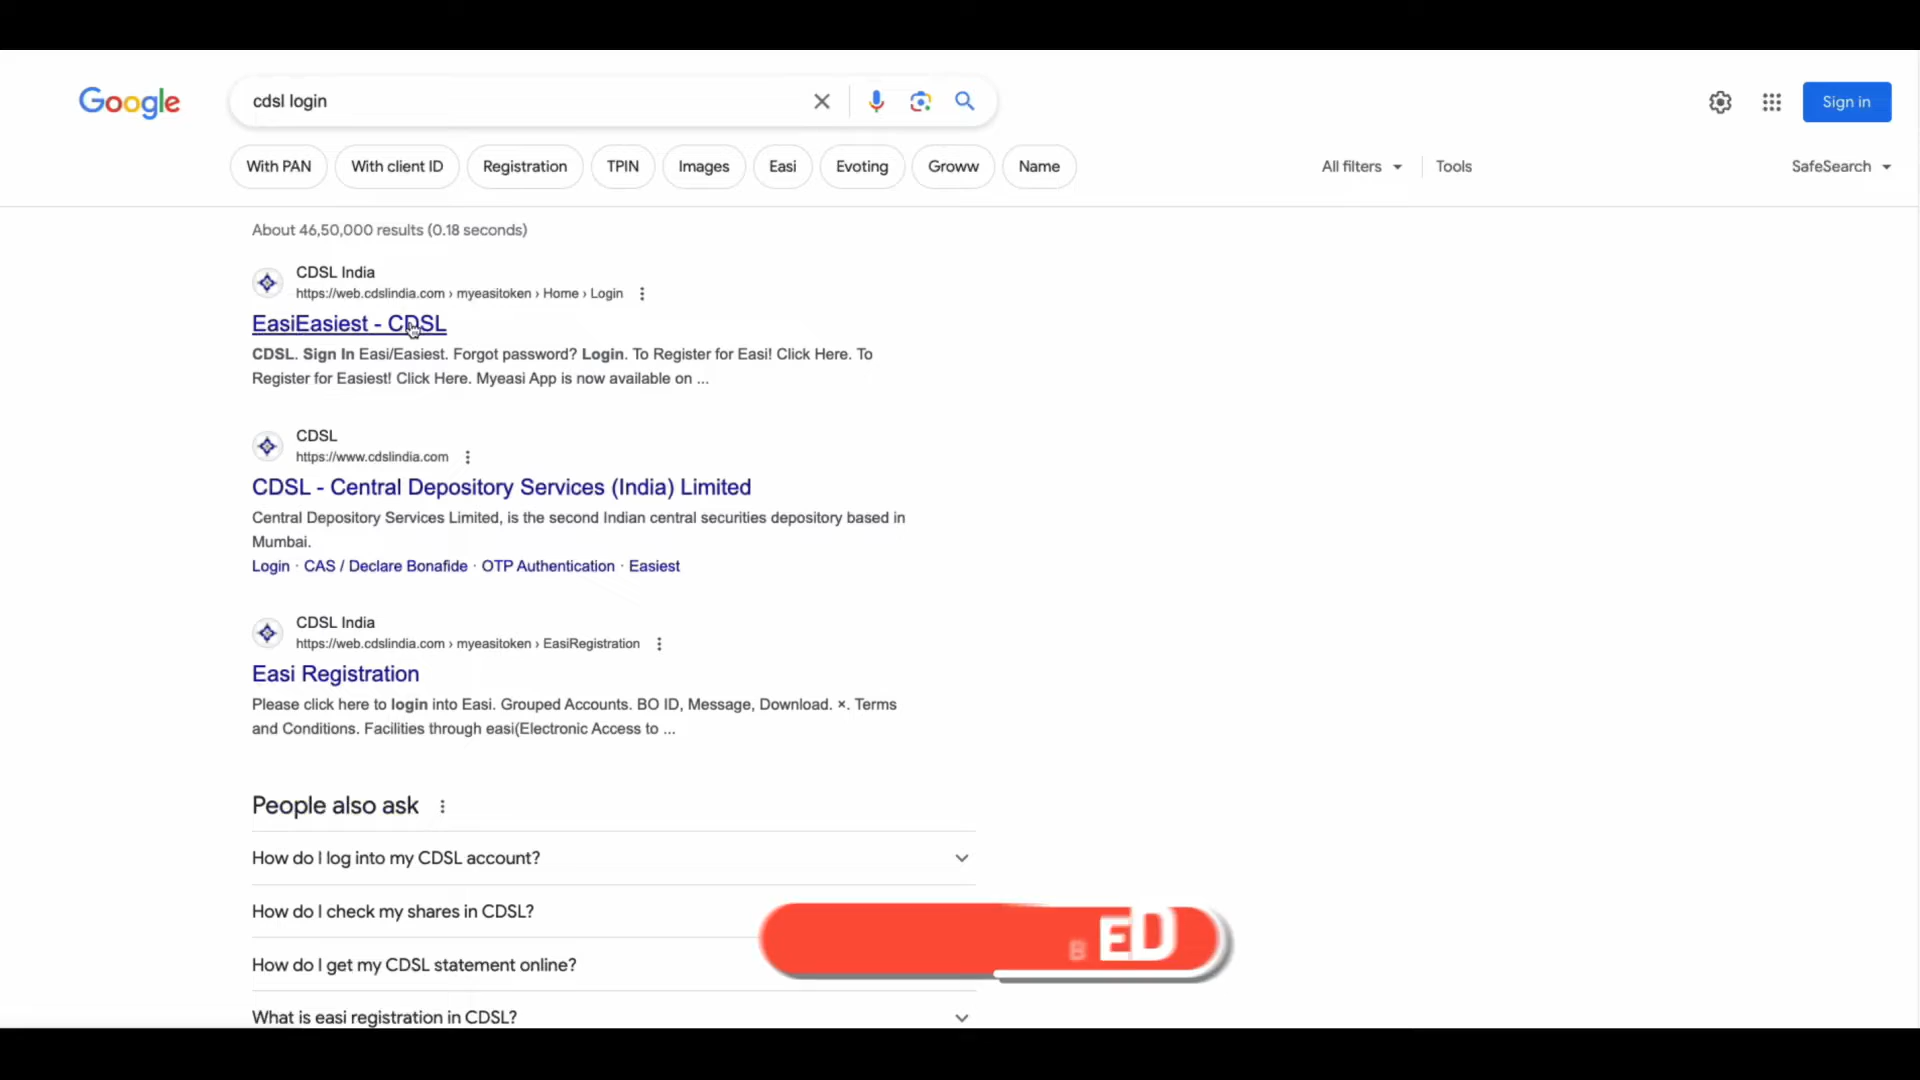 Google
cdsl login
Sign in
With PAN
With client ID
Registration
TPIN
Images
Easi
Evoting
Groww
Name
All filters
Tools
SafeSearch
About 46,50,000 results (0.18 seconds)
CDSL India
https://web.cdslindia.com › myeasitoken › Home › Login
EasiEasiest - CDSL
CDSL. Sign In Easi/Easiest. Forgot password? Login. To Register for Easi! Click Here. To
Register for Easiest! Click Here. Myeasi App is now available on ...
CDSL
https://www.cdslindia.com
CDSL - Central Depository Services (India) Limited
Central Depository Services Limited, is the second Indian central securities depository based in
Mumbai.
Login · CAS / Declare Bonafide · OTP Authentication · Easiest
CDSL India
https://web.cdslindia.com › myeasitoken › EasiRegistration
Easi Registration
Please click here to login into Easi. Grouped Accounts. BO ID, Message, Download. ×. Terms
and Conditions. Facilities through easi(Electronic Access to ...
People also ask
How do I log into my CDSL account?
How do I check my shares in CDSL?
How do I get my CDSL statement online?
What is easi registration in CDSL?